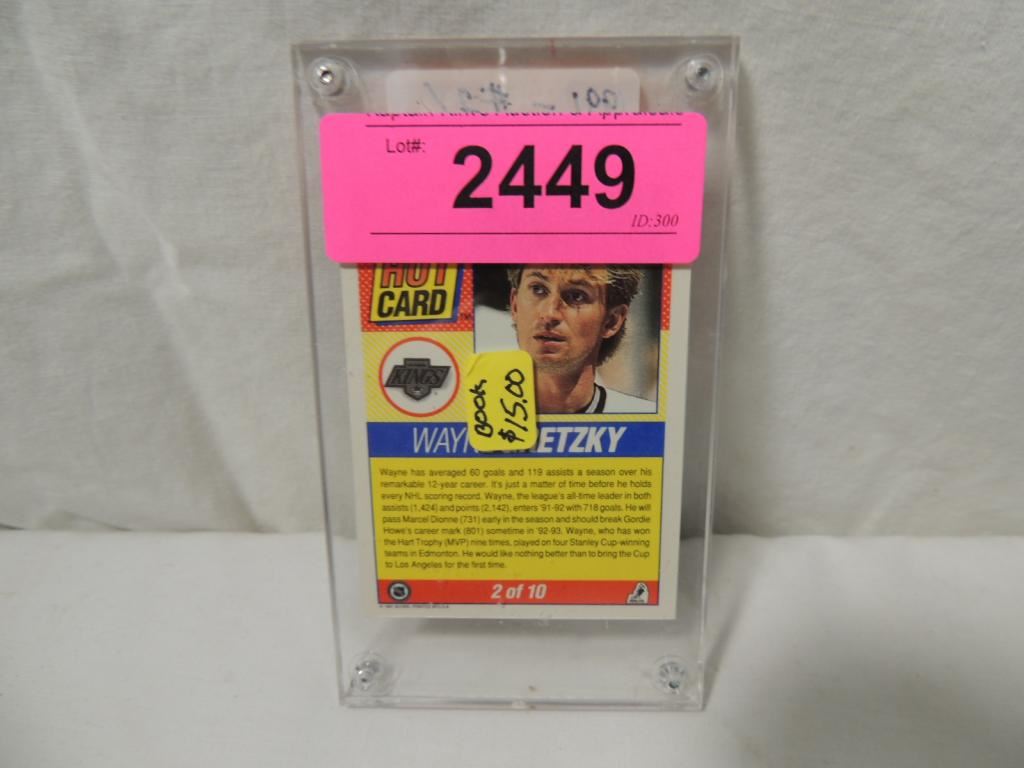 Lot#:
2449
ID:300
HOT
CARD
KINGS
BOOK
$15.00
WAYN ETZKY
Wayne has averaged 60 goals and 119 assists a season over his
remarkable 12-year career. It's just a matter of time before he holds
every NHL scoring record. Wayne, the league's all-time leader in both
assists (1,424) and points (2,142), enters '91-92 with 718 goals. He will
pass Marcel Dionne (731) early in the season and should break Gordie
Howe's career mark (801) sometime in '92-93. Wayne, who has won
the Hart Trophy (MVP) nine times, played on four Stanley Cup-winning
teams in Edmonton. He would like nothing better than to bring the Cup
to Los Angeles for the first time.
2 of 10